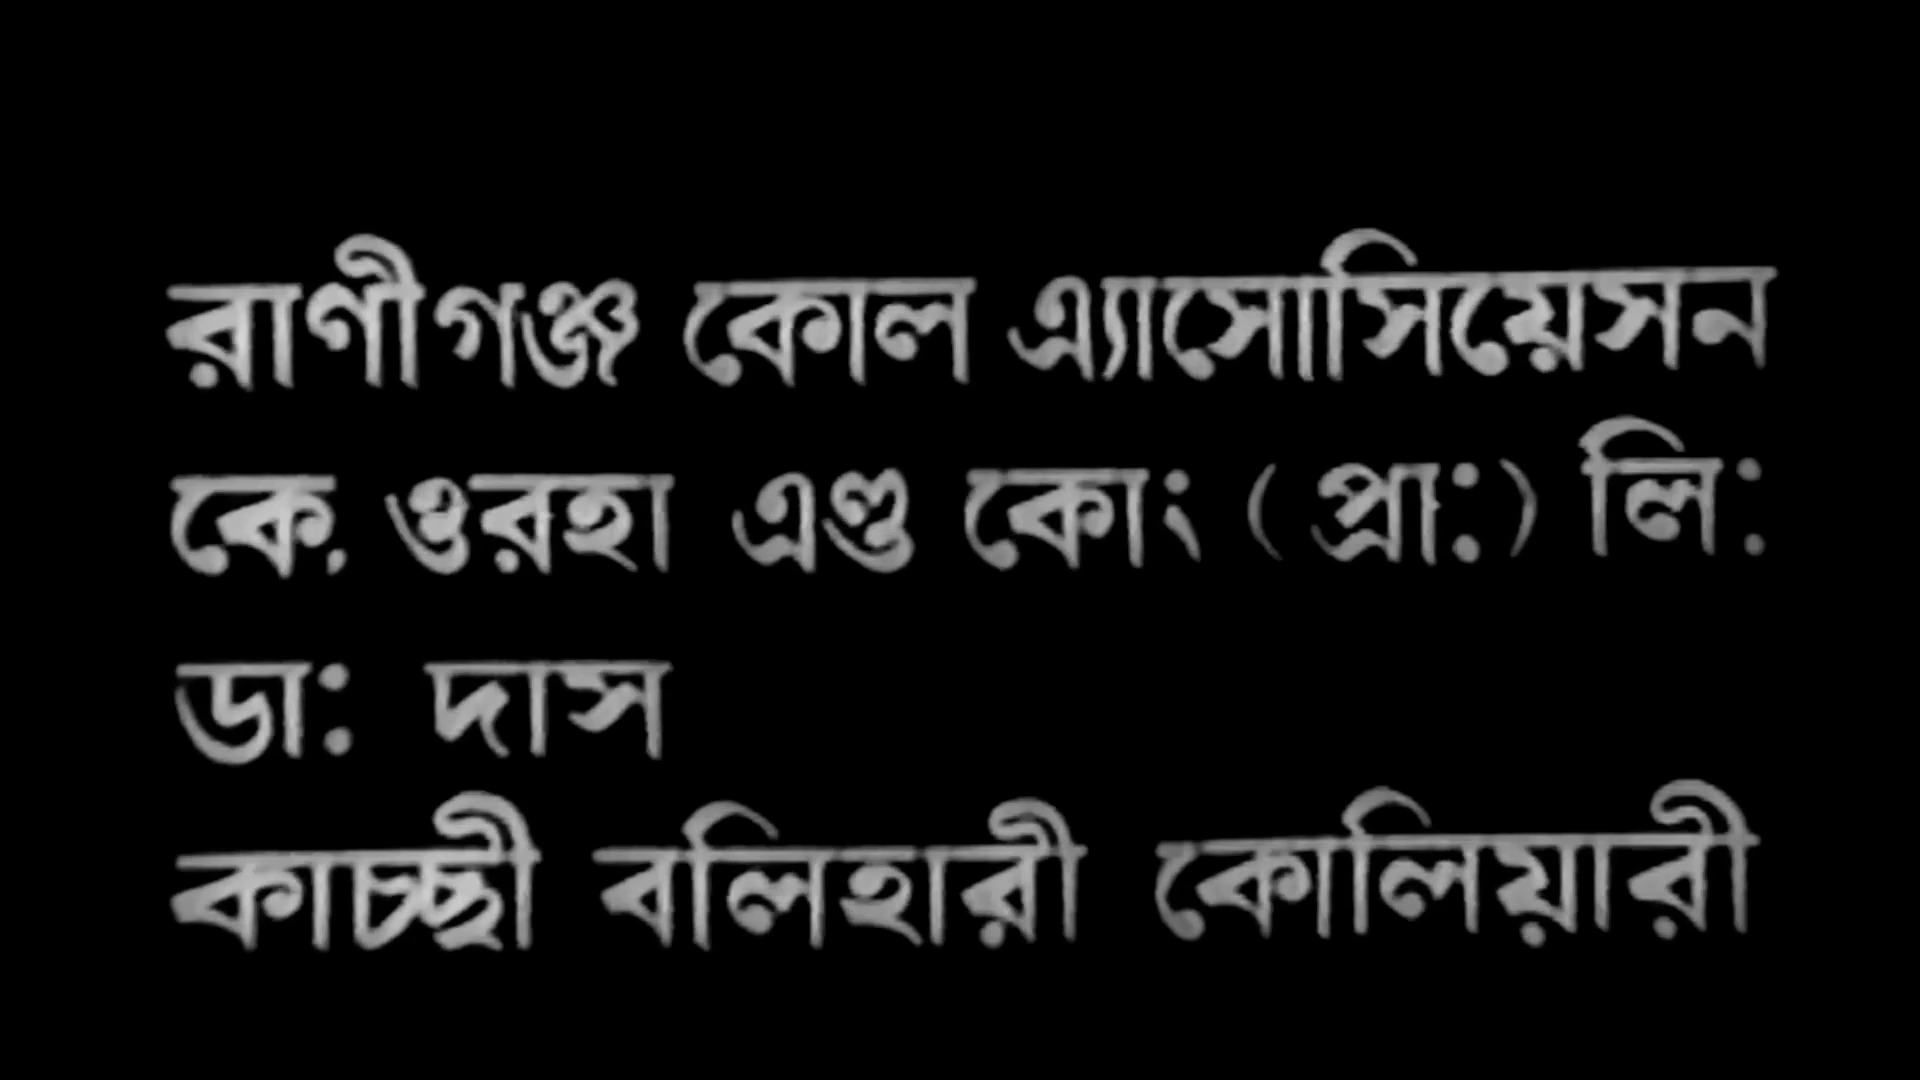 রাণীগঞ্জ কোল এ্যাসোসিয়েসন
কে. ওরহা এণ্ড কোং ( প্রা: ) লি:
ডা: দাস
কাচ্ছী বলিহারী কোলিয়ারী